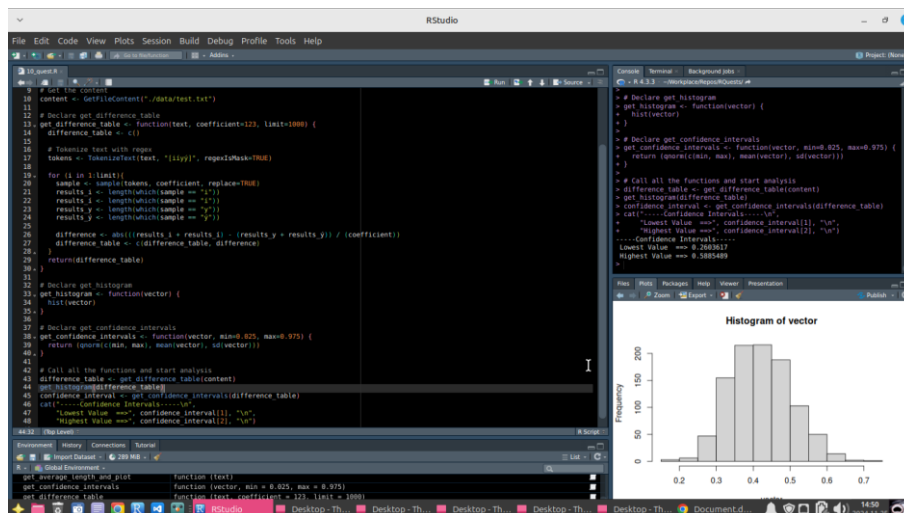 RStudio
File Edit Code View Plots Session Build Debug Profile Tools Help
Go to file/function
Addins
Project: (None
10_quest.R
Run
Source
9 # Get the content
10 content <- GetFileContent("./data/test.txt")
11
12 # Declare get_difference_table
13 get_difference_table <- function(text, coefficient=123, limit=1000) {
14 difference_table <- c()
15
16 # Tokenize text with regex
17 tokens <- TokenizeText(text, regexIsMask=TRUE)
18
19 for (i in 1:limit){
20 sample <- sample(tokens, coefficient, replace=TRUE)
21 results_i <- length(which(sample == "i"))
22 length(which(sample ==
23 results_y <- length(which(sample == "y"))
24 results_ý <- length(which(sample == "ý"))
25
26 difference <- abs(((results_i + - (results_y + results_ý)) / (coefficient))
27 difference_table <- c(difference_table, difference)
28 }
29 return(difference_table)
30 }
31
32 # Declare get_histogram
33 get_histogram <- function(vector) {
34 hist(vector)
35 }
36
37 # Declare get_confidence_intervals
38 get_confidence_intervals <- function(vector, min=0.025, max=0.975) {
39 return (qnorm(c(min, max), mean(vector), sd(vector)))
40 }
41
42 # Call all the functions and start analysis
43 difference_table <- get_difference_table(content)
44 get_histogram(difference_table)
45 confidence_interval <- get_confidence_intervals(difference_table)
46 cat("-----Confidence Intervals-----\n",
47 "Lowest Value ==>", confidence_interval[1], "\n",
48 "Highest Value ==>", confidence_interval[2], "\n")
44:32 (Top Level) R Script
Console Terminal Background Jobs
R 4.3.3 ~/Workplace/Repos/RQuests/
>
> # Declare get_histogram
> get_histogram <- function(vector) {
+ hist(vector)
+ }
>
> # Declare get_confidence_intervals
> get_confidence_intervals <- function(vector, min=0.025, max=0.975) {
+ return (qnorm(c(min, max), mean(vector), sd(vector)))
+ }
>
> # Call all the functions and start analysis
> difference_table <- get_difference_table(content)
> get_histogram(difference_table)
> confidence_interval <- get_confidence_intervals(difference_table)
> cat("-----Confidence Intervals-----\n",
+ "Lowest Value ==>", confidence_interval[1], "\n",
+ "Highest Value ==>", confidence_interval[2], "\n")
-----Confidence Intervals-----
Lowest Value ==> 0.2603617
Highest Value ==> 0.5885489
>
Files Plots Packages Help Viewer Presentation
Zoom Export Publish
Histogram of vector
Frequency
200
150
100
50
0
0.2 0.3 0.4 0.5 0.6 0.7
Environment History Connections Tutorial
Import Dataset 289 MiB List
R Global Environment
get_average_length_and_plot function (text)
get_confidence_intervals function (vector, min = 0.025, max = 0.975)
get_difference_table function (text, coefficient = 123, limit = 1000)
RStudio
Desktop - Th...
Desktop - Th...
Desktop - Th...
Desktop - Th...
Desktop - Th...
Document.d...
14:50